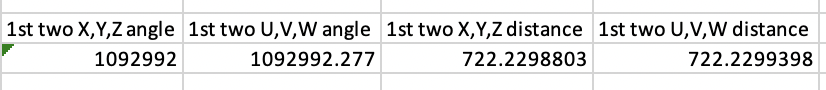 1st two X,Y,Z angle 1st two U,V,W angle 1st two X,Y,Z distance 1st two U,V,W distance
1092992 1092992.277 722.2298803 722.2299398